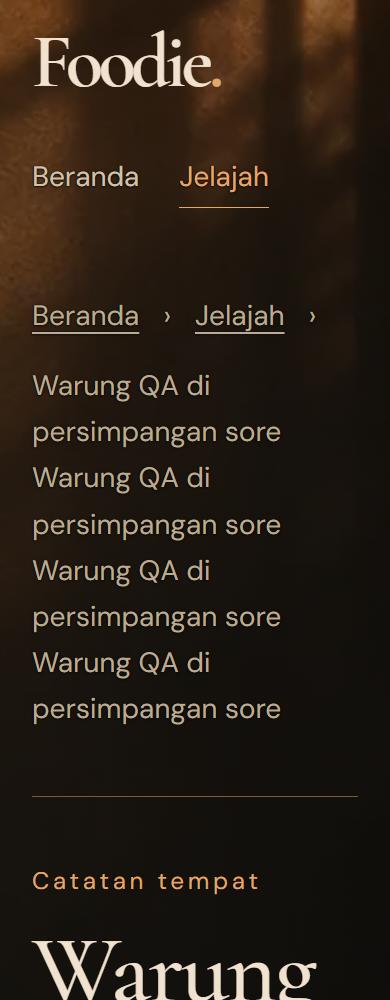 Foodie.
Beranda Jelajah
Beranda › Jelajah ›
Warung QA di
persimpangan sore
Warung QA di
persimpangan sore
Warung QA di
persimpangan sore
Warung QA di
persimpangan sore
Catatan tempat
Warung